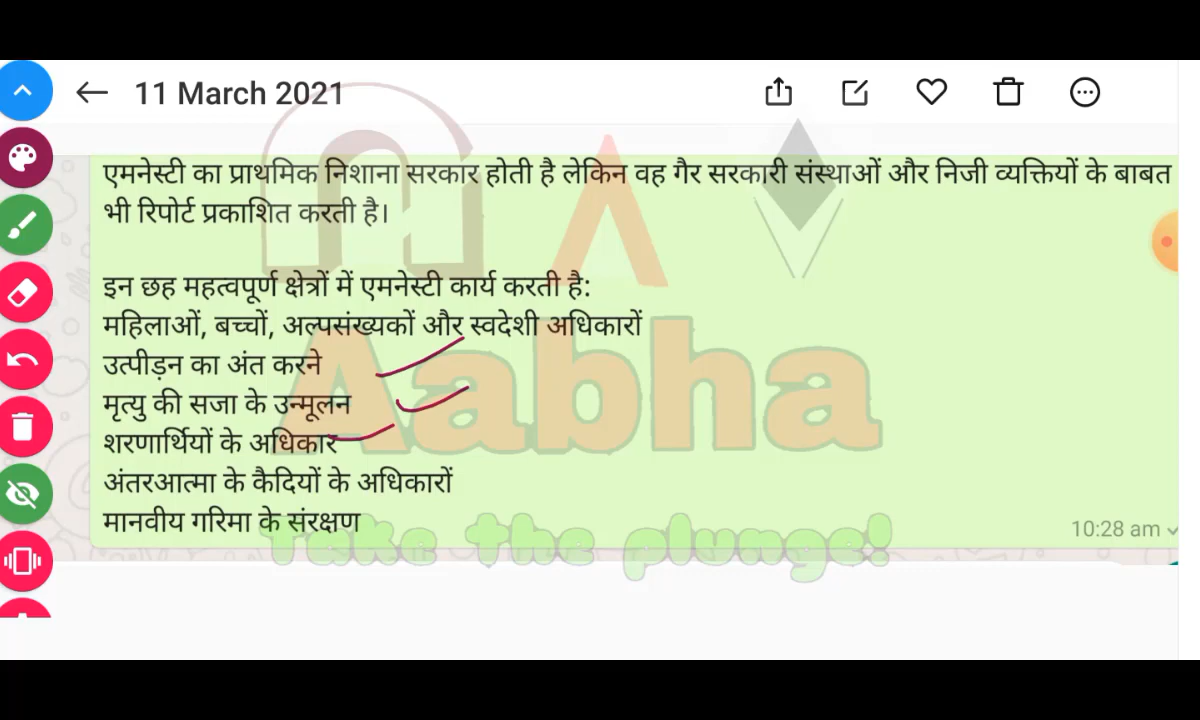 11 March 2021
एमनेस्टी का प्राथमिक निशाना सरकार होती है लेकिन वह गैर सरकारी संस्थाओं और निजी व्यक्तियों के बाबत
भी रिपोर्ट प्रकाशित करती है।
इन छह महत्वपूर्ण क्षेत्रों में एमनेस्टी कार्य करती है:
महिलाओं, बच्चों, अल्पसंख्यकों और स्वदेशी अधिकारों
उत्पीड़न का अंत करने
मृत्यु की सजा के उन्मूलन
शरणार्थियों के अधिकार
अंतरआत्मा के कैदियों के अधिकारों
मानवीय गरिमा के संरक्षण
10:28 am
Aabha
Take the plunge!